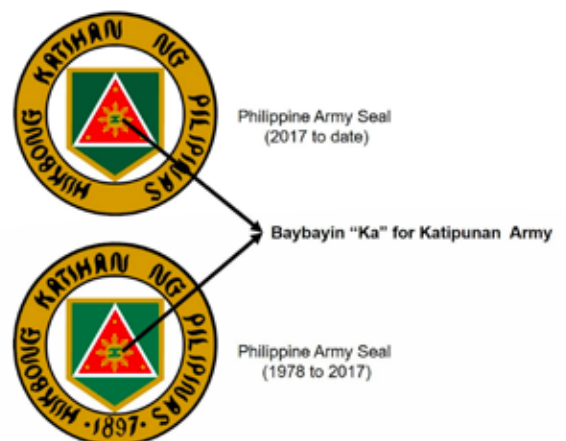 HUKBONG KATIHAN NG PILIPINAS
Philippine Army Seal
(2017 to date)
Baybayin “Ka” for Katipunan Army
HUKBONG KATIHAN NG PILIPINAS
·1897·
Philippine Army Seal
(1978 to 2017)